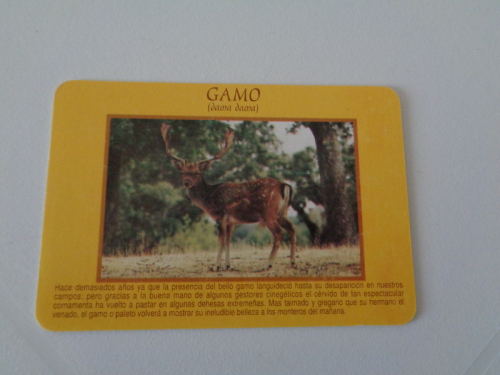 GAMO
(dama dama)
Hace demasiados años ya que la presencia del bello gamo languideció hasta su desaparición en nuestros
campos, pero gracias a la buena mano de algunos gestores cinegéticos el cérvido de tan espectacular
cornamenta ha vuelto a pastar en algunas dehesas extremeñas. Mas taimado y gregario que su hermano el
venado, el gamo o paleto volverá a mostrar su ineludible belleza a los monteros del mañana.